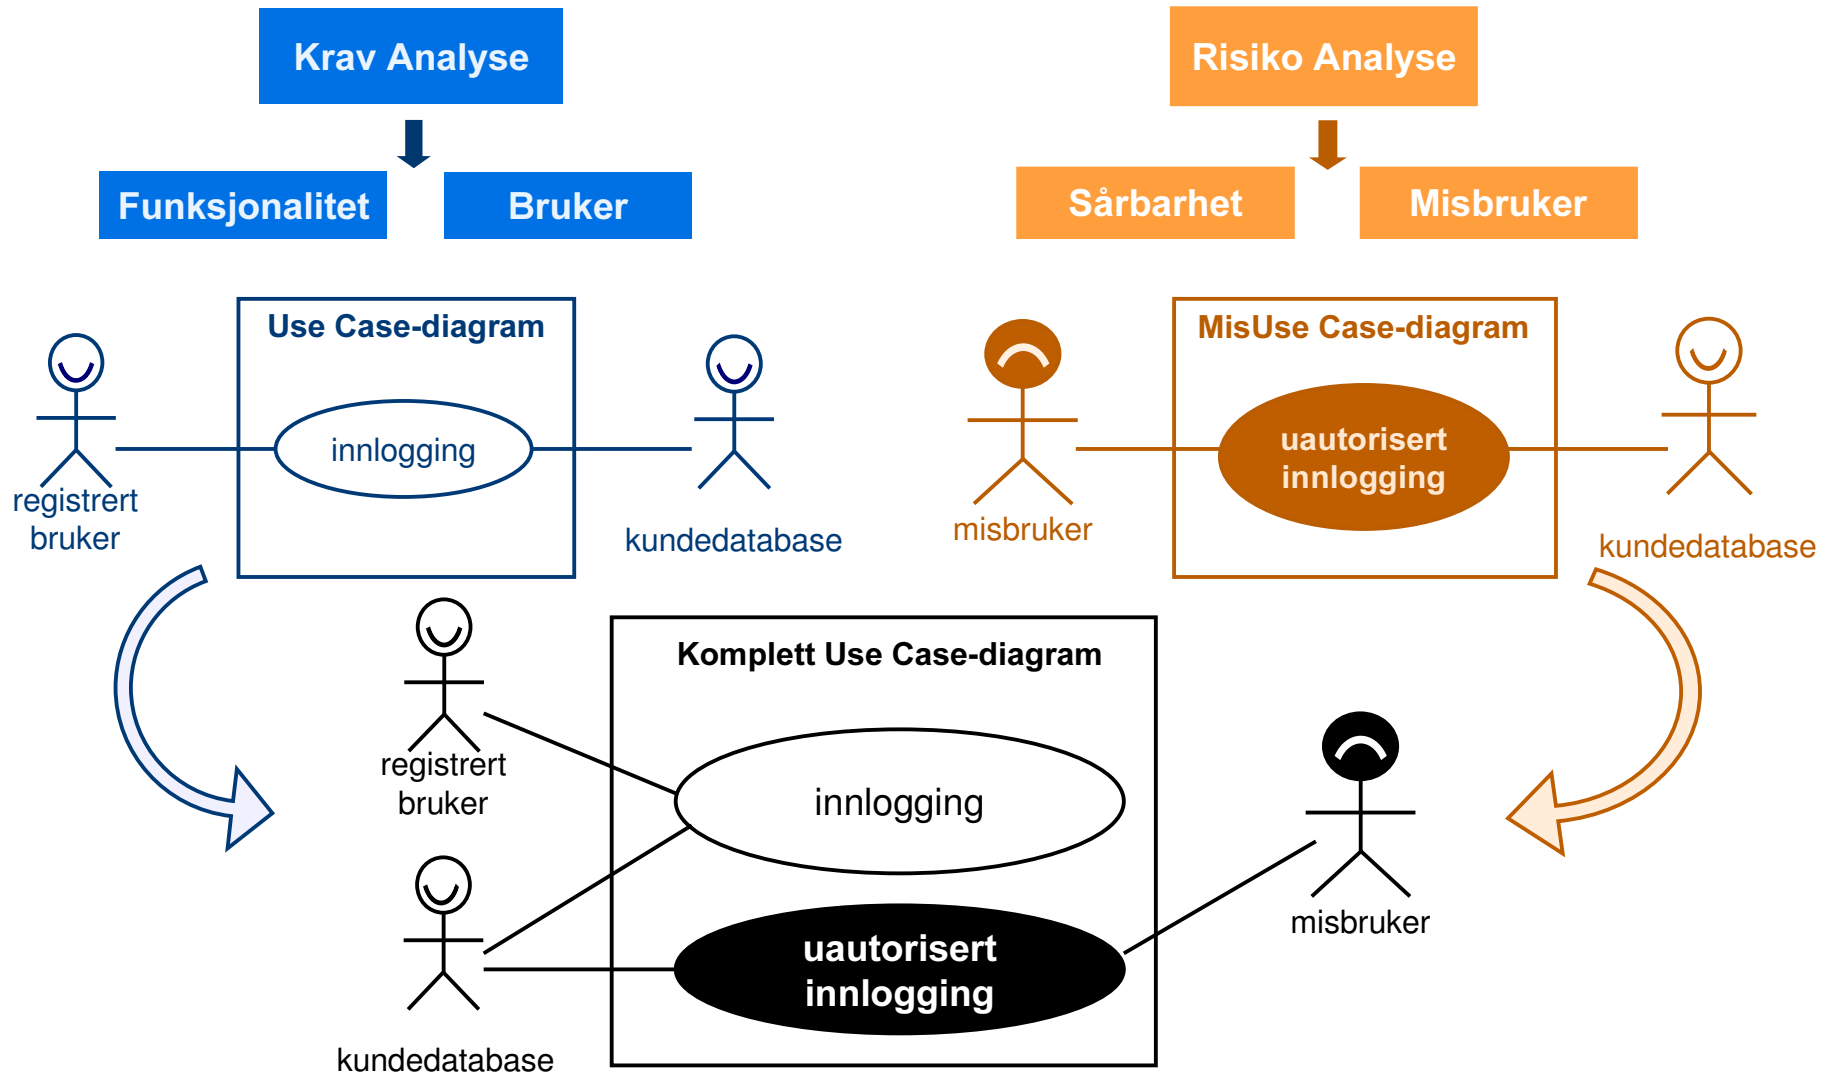 Krav Analyse
Risiko Analyse
Funksjonalitet
Bruker
Sårbarhet
Misbruker
Use Case-diagram
innlogging
registrert
bruker
kundedatabase
MisUse Case-diagram
uautorisert
innlogging
misbruker
kundedatabase
Komplett Use Case-diagram
registrert
bruker
innlogging
uautorisert
innlogging
misbruker
kundedatabase